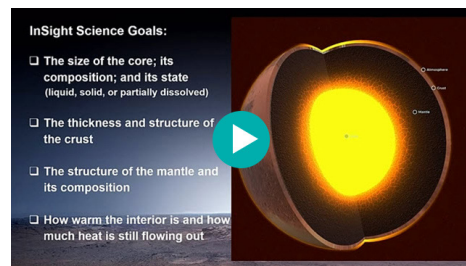 InSight Science Goals:
❑ The size of the core; its
composition; and its state
(liquid, solid, or partially dissolved)
❑ The thickness and structure of
the crust
❑ The structure of the mantle and
its composition
❑ How warm the interior is and how
much heat is still flowing out
Atmosphere
Crust
Mantle